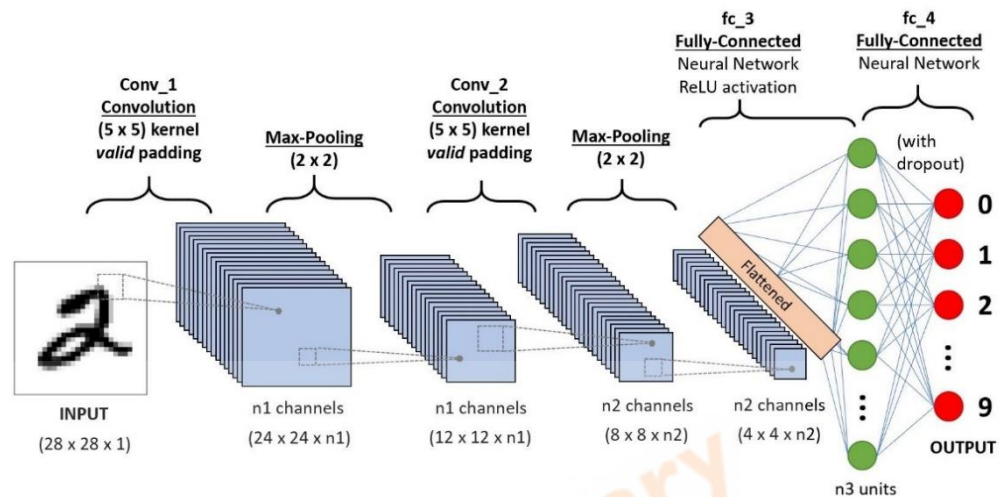 Conv_1
Convolution
(5 x 5) kernel
valid padding
Max-Pooling
(2 x 2)
Conv_2
Convolution
(5 x 5) kernel
valid padding
Max-Pooling
(2 x 2)
fc_3
Fully-Connected
Neural Network
ReLU activation
fc_4
Fully-Connected
Neural Network
(with
dropout)
Flattened
0
1
2
9
OUTPUT
2
INPUT
(28 x 28 x 1)
n1 channels
(24 x 24 x n1)
n1 channels
(12 x 12 x n1)
n2 channels
(8 x 8 x n2)
n2 channels
(4 x 4 x n2)
n3 units